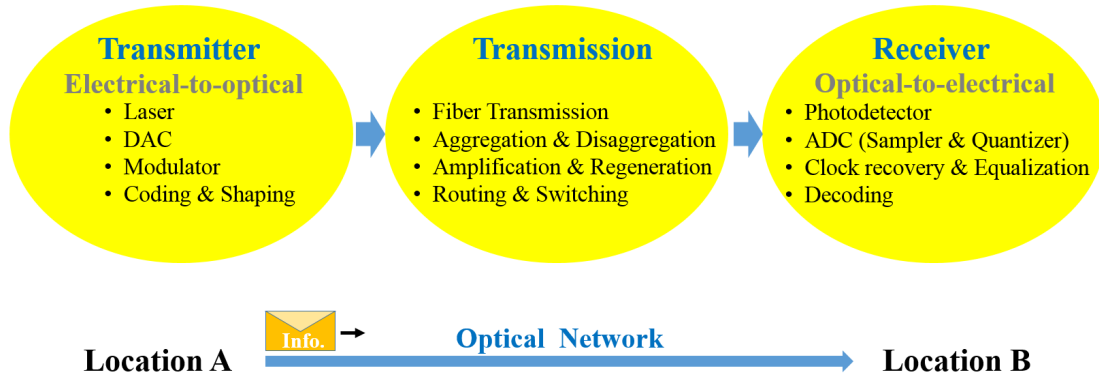 Transmitter
Electrical-to-optical
• Laser
• DAC
• Modulator
• Coding & Shaping
Transmission
• Fiber Transmission
• Aggregation & Disaggregation
• Amplification & Regeneration
• Routing & Switching
Receiver
Optical-to-electrical
• Photodetector
• ADC (Sampler & Quantizer)
• Clock recovery & Equalization
• Decoding
Info.
Optical Network
Location A
Location B